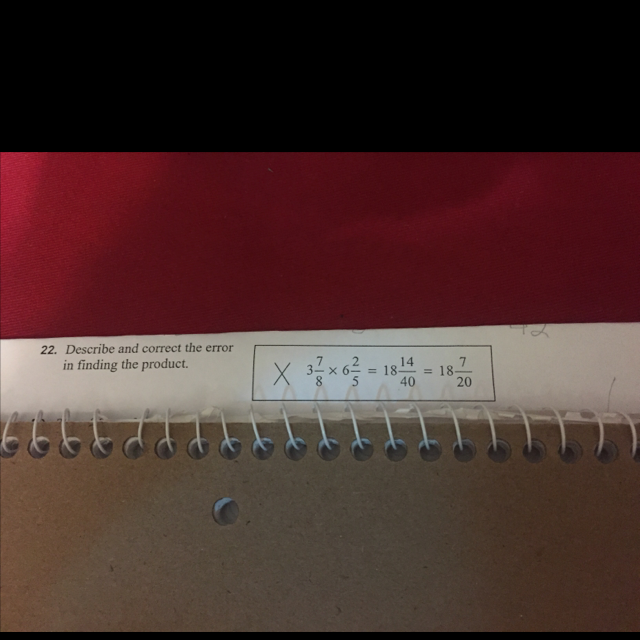 22. Describe and correct the error
in finding the product.
✗ 3 7/8 × 6 2/5 = 18 14/40 = 18 7/20
42